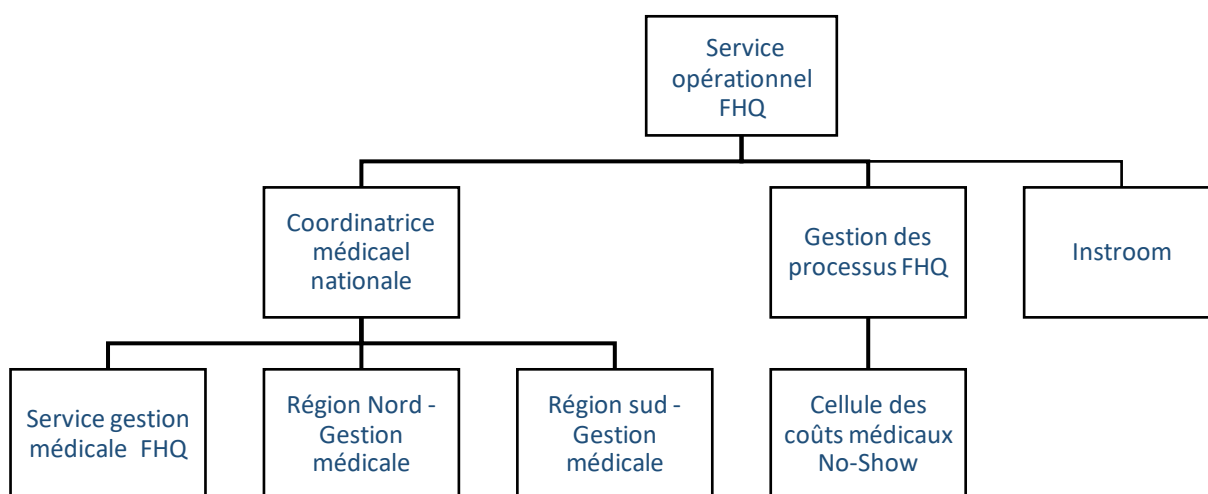 Service
opérationnel
FHQ
Coordinatrice
médicael
nationale
Gestion des
processus FHQ
Instroom
Service gestion
médicale FHQ
Région Nord -
Gestion
médicale
Région sud -
Gestion
médicale
Cellule des
coûts médicaux
No-Show